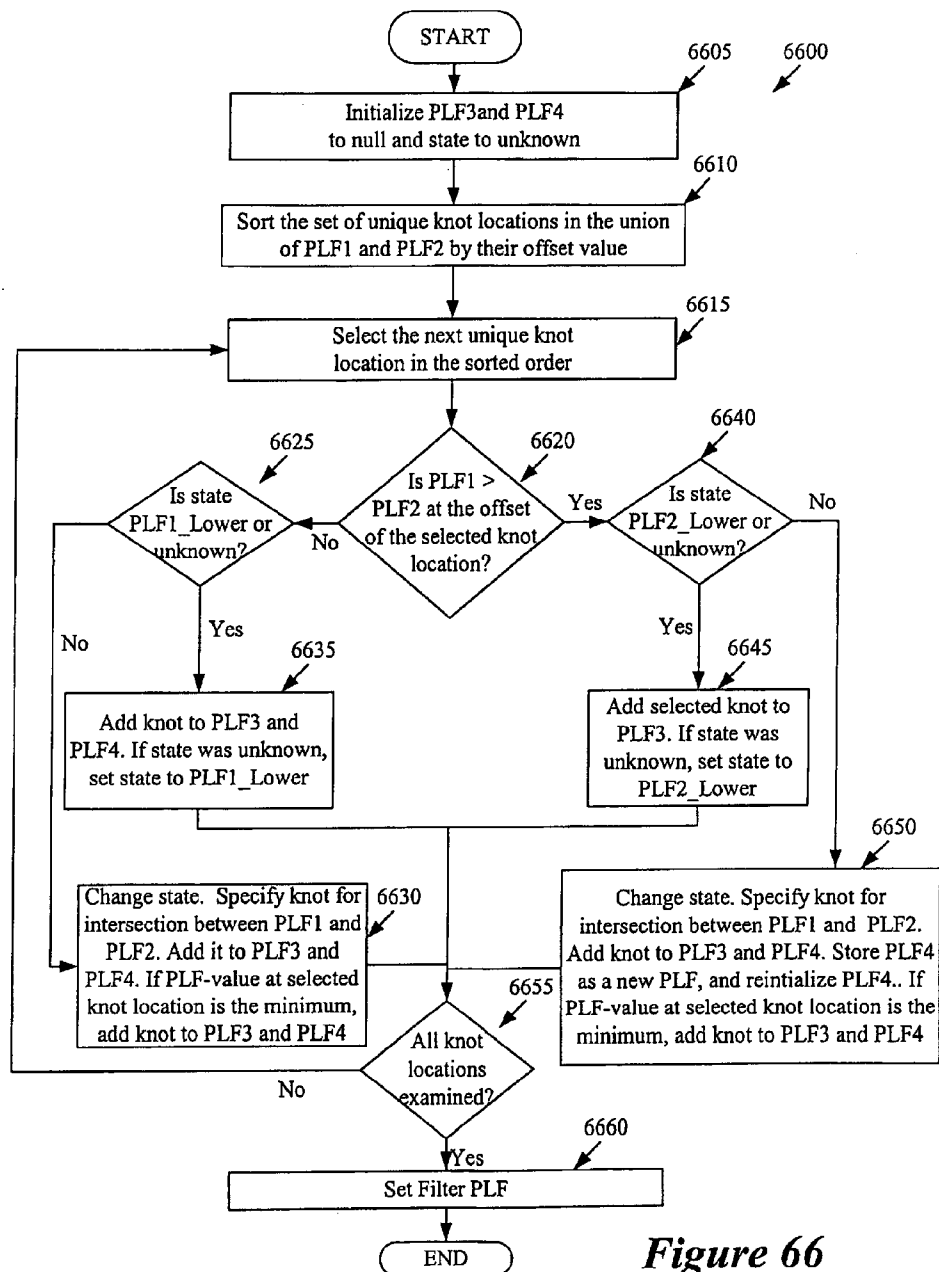 START
6605
6600
Initialize PLF3and PLF4
to null and state to unknown
6610
Sort the set of unique knot locations in the union
of PLF1 and PLF2 by their offset value
6615
Select the next unique knot
location in the sorted order
6625
6620
6640
Is state
PLF1_Lower or
unknown?
No
Is PLF1 >
PLF2 at the offset
of the selected knot
location?
Yes
Is state
PLF2_Lower or
unknown?
No
No
Yes
Yes
6635
6645
Add knot to PLF3 and
PLF4. If state was unknown,
set state to PLF1_Lower
Add selected knot to
PLF3. If state was
unknown, set state to
PLF2_Lower
6650
6630
Change state. Specify knot for
intersection between PLF1 and
PLF2. Add it to PLF3 and
PLF4. If PLF-value at selected
knot location is the minimum,
add knot to PLF3 and PLF4
Change state. Specify knot for
intersection between PLF1 and PLF2.
Add knot to PLF3 and PLF4. Store PLF4
as a new PLF, and reintialize PLF4.. If
PLF-value at selected knot location is the
minimum, add knot to PLF3 and PLF4
6655
All knot
locations
examined?
No
Yes
6660
Set Filter PLF
END
Figure 66